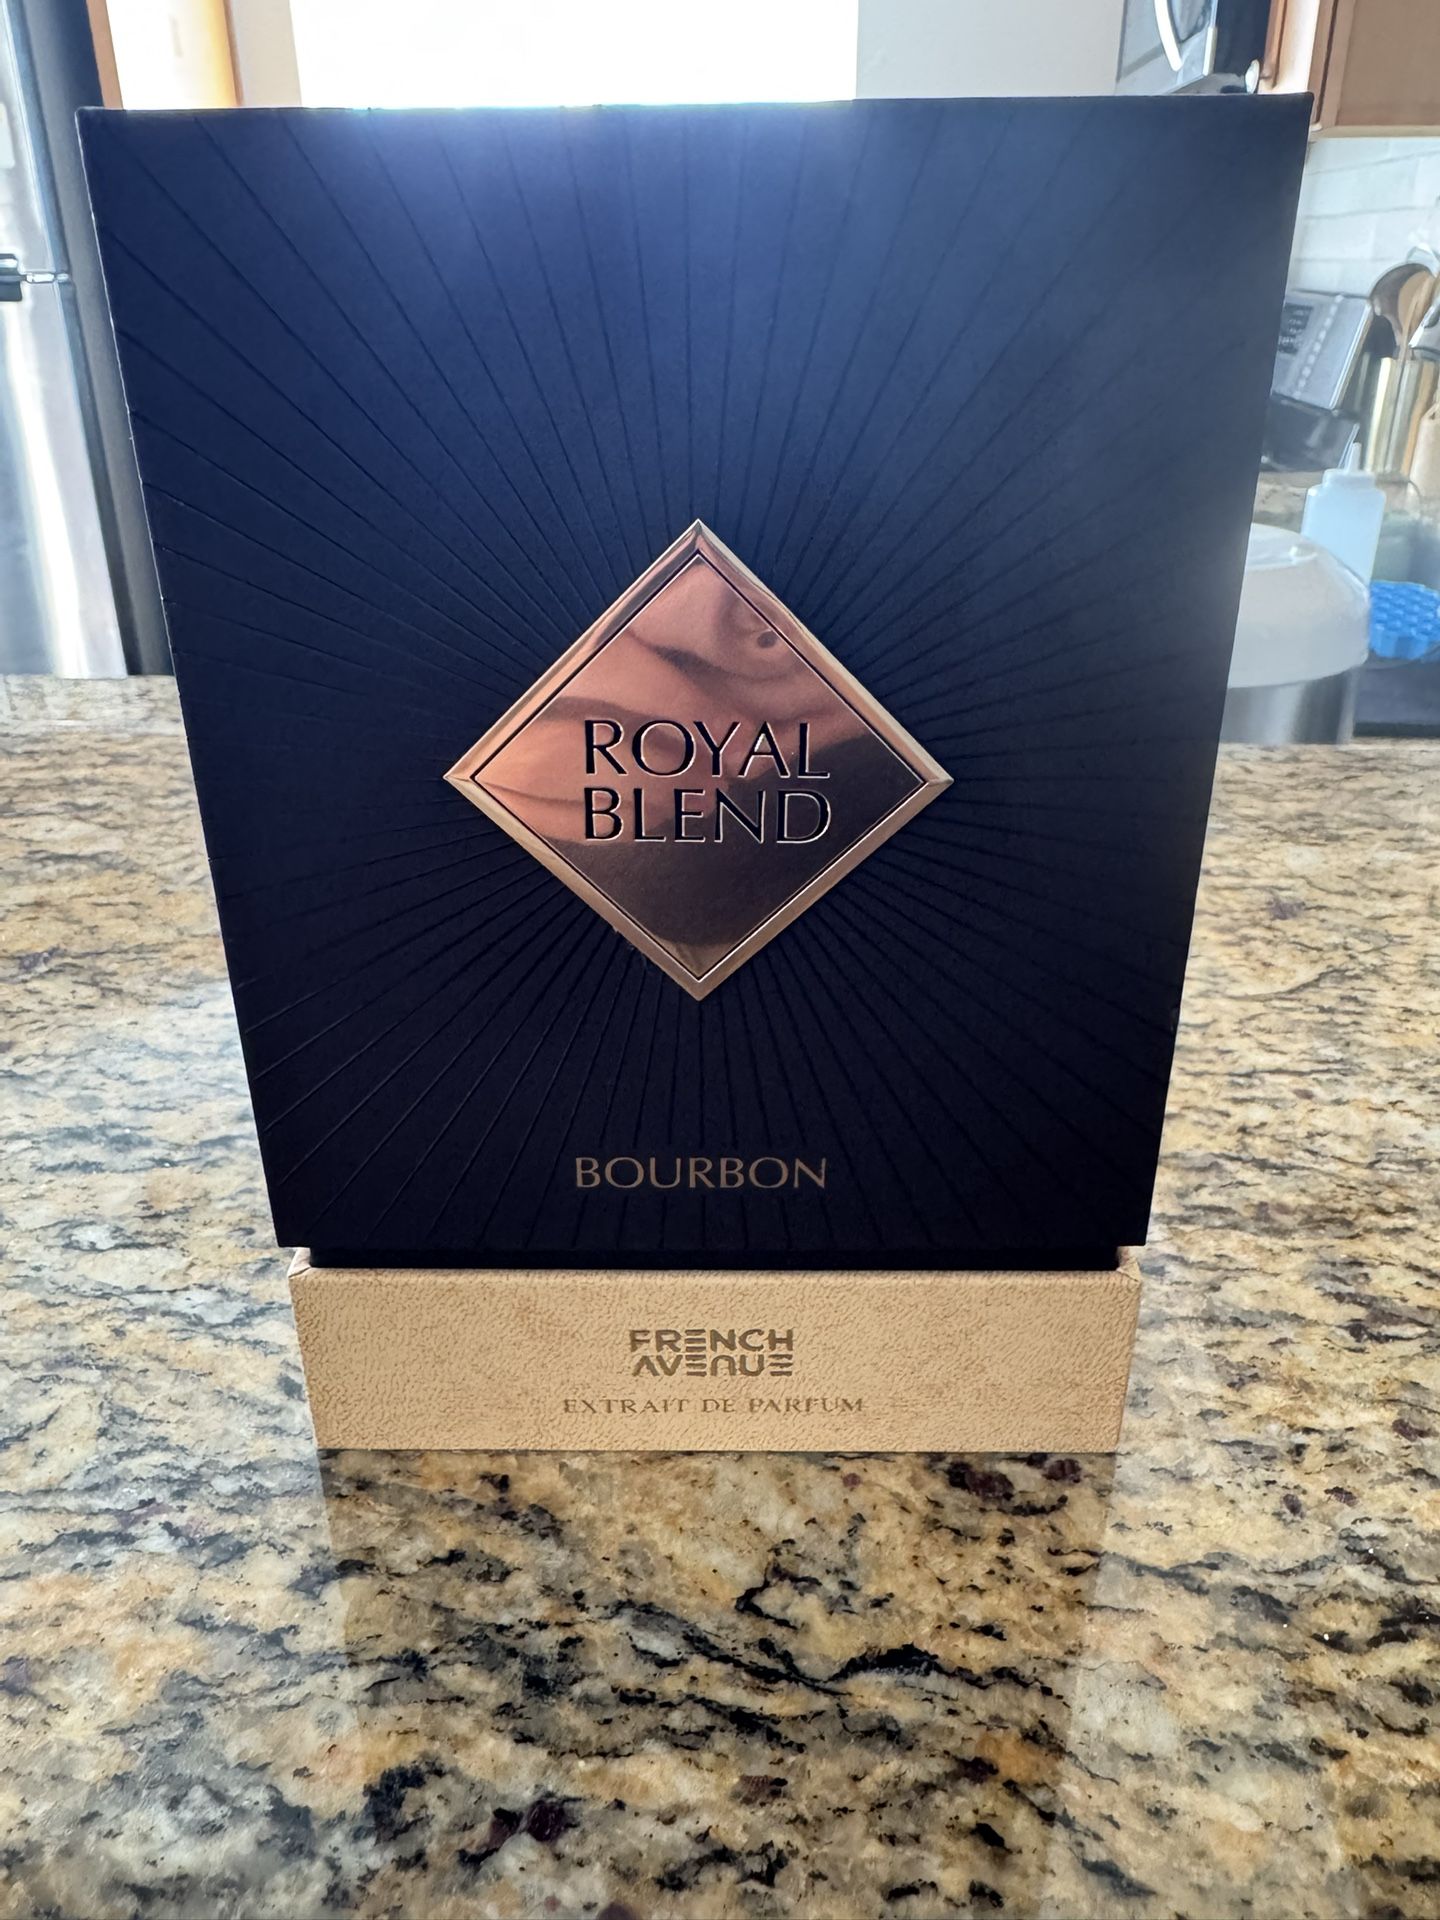 ROYAL
BLEND
BOURBON
FRENCH
AVENUE
EXTRAIT DE PARFUM